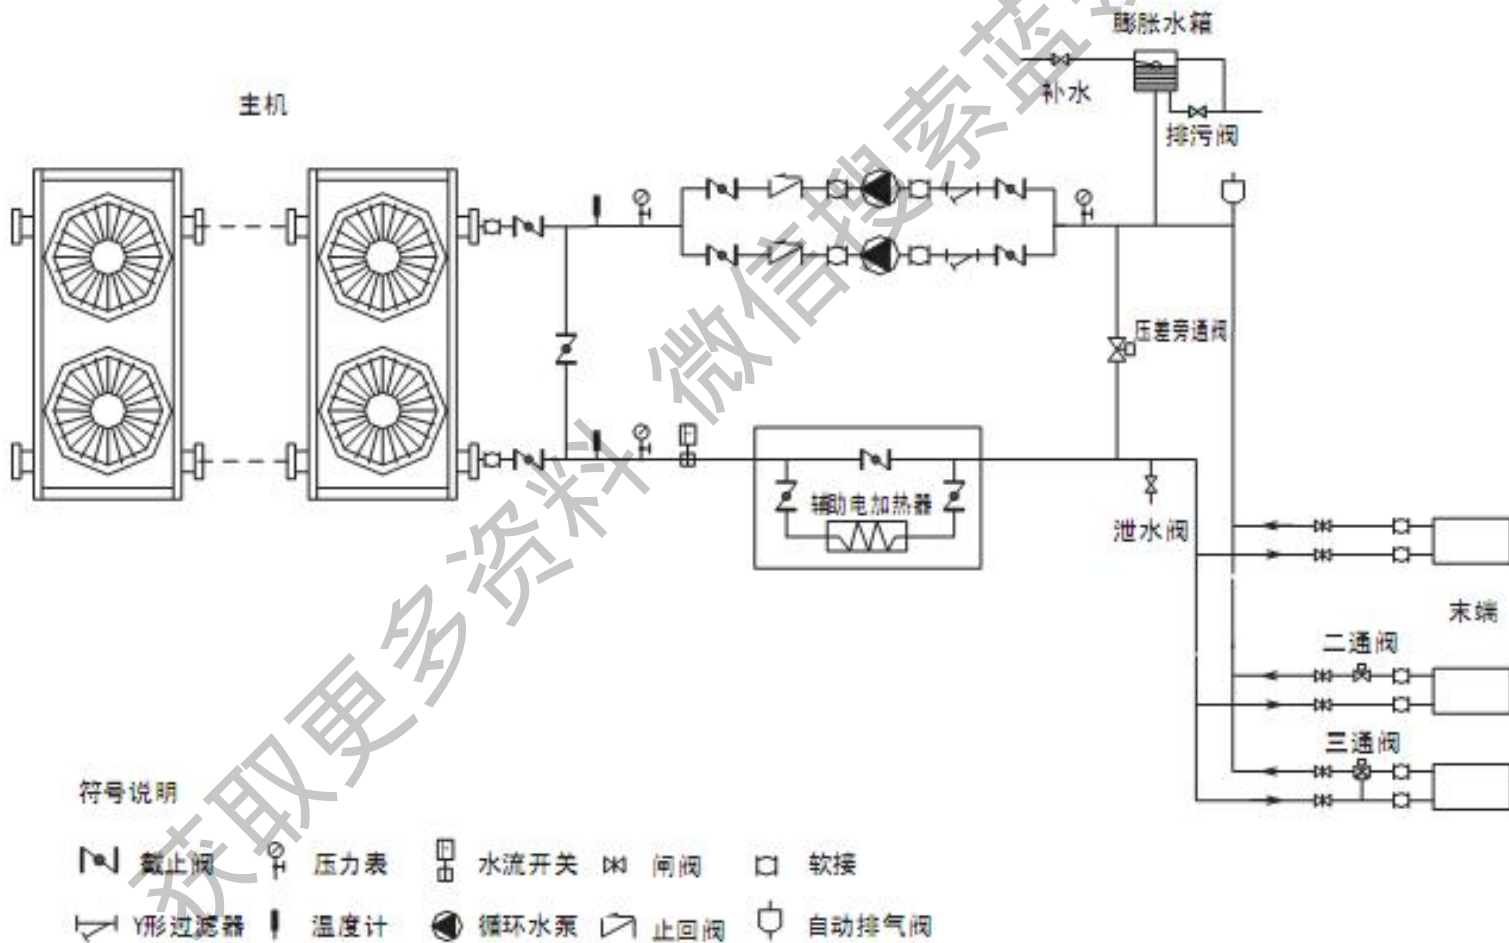 膨胀水箱
主机
补水
排污阀
压差旁通阀
辅助电加热器
泄水阀
末端
二通阀
三通阀
符号说明
截止阀 压力表 水流开关 闸阀 软接
Y形过滤器 温度计 循环水泵 止回阀 自动排气阀
获取更多资料 微信搜索蓝